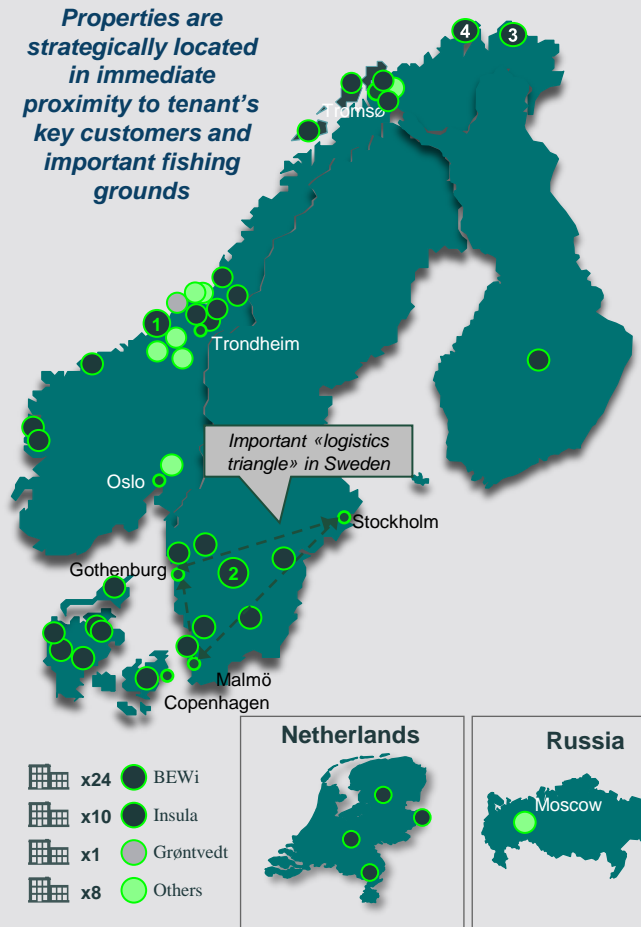 Properties are
strategically located
in immediate
proximity to tenant's
key customers and
important fishing
grounds
4
3
Tromsø
1
Trondheim
Important «logistics
triangle» in Sweden
Oslo
Stockholm
Gothenburg
2
Malmö
Copenhagen
Netherlands
Russia
Moscow
x24 BEWi
x10 Insula
x1 Grøntvedt
x8 Others